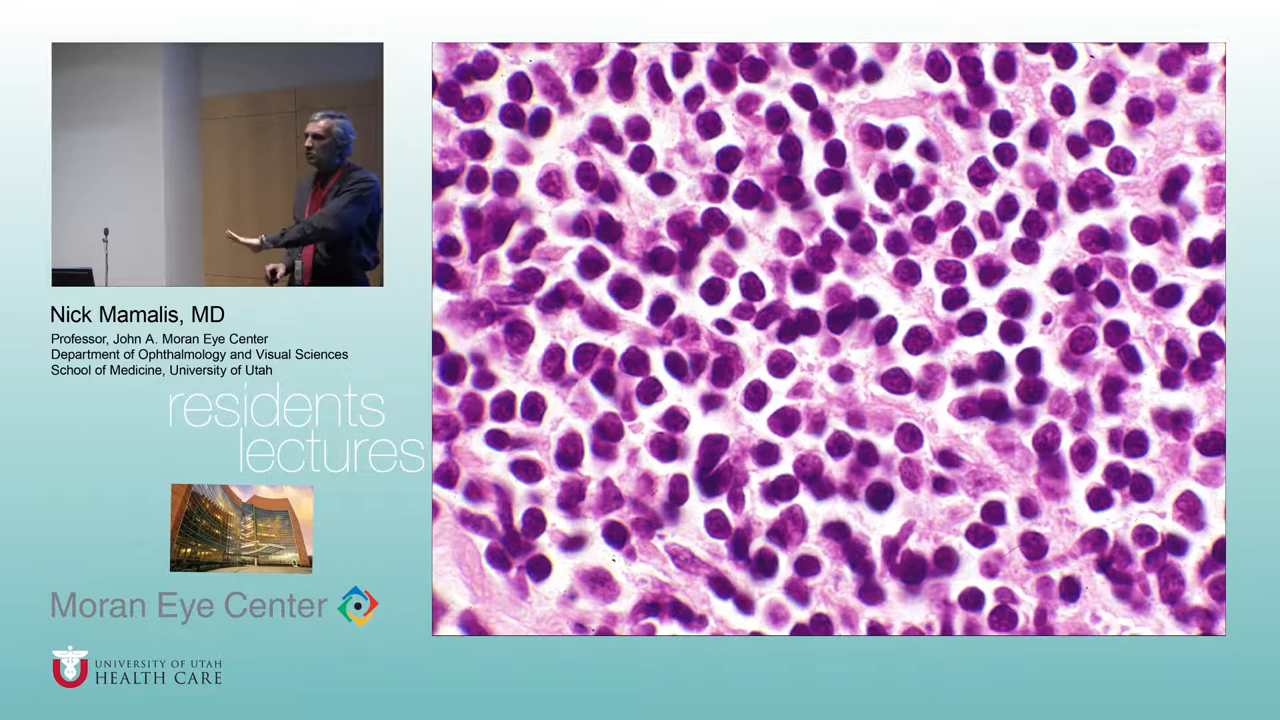 Nick Mamalis, MD
Professor, John A. Moran Eye Center
Department of Ophthalmology and Visual Sciences
School of Medicine, University of Utah
residents
lectures
Moran Eye Center
UNIVERSITY OF UTAH
HEALTH CARE